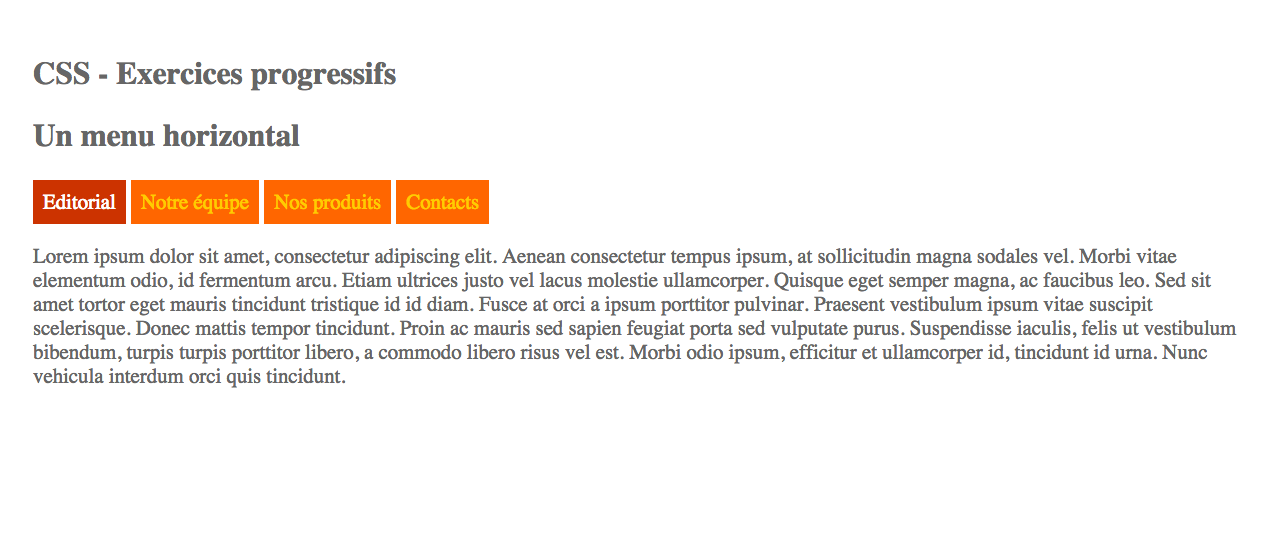 CSS - Exercices progressifs
Un menu horizontal
Editorial Notre équipe Nos produits Contacts
Lorem ipsum dolor sit amet, consectetur adipiscing elit. Aenean consectetur tempus ipsum, at sollicitudin magna sodales vel. Morbi vitae
elementum odio, id fermentum arcu. Etiam ultrices justo vel lacus molestie ullamcorper. Quisque eget semper magna, ac faucibus leo. Sed sit
amet tortor eget mauris tincidunt tristique id id diam. Fusce at orci a ipsum porttitor pulvinar. Praesent vestibulum ipsum vitae suscipit
scelerisque. Donec mattis tempor tincidunt. Proin ac mauris sed sapien feugiat porta sed vulputate purus. Suspendisse iaculis, felis ut vestibulum
bibendum, turpis turpis porttitor libero, a commodo libero risus vel est. Morbi odio ipsum, efficitur et ullamcorper id, tincidunt id urna. Nunc
vehicula interdum orci quis tincidunt.